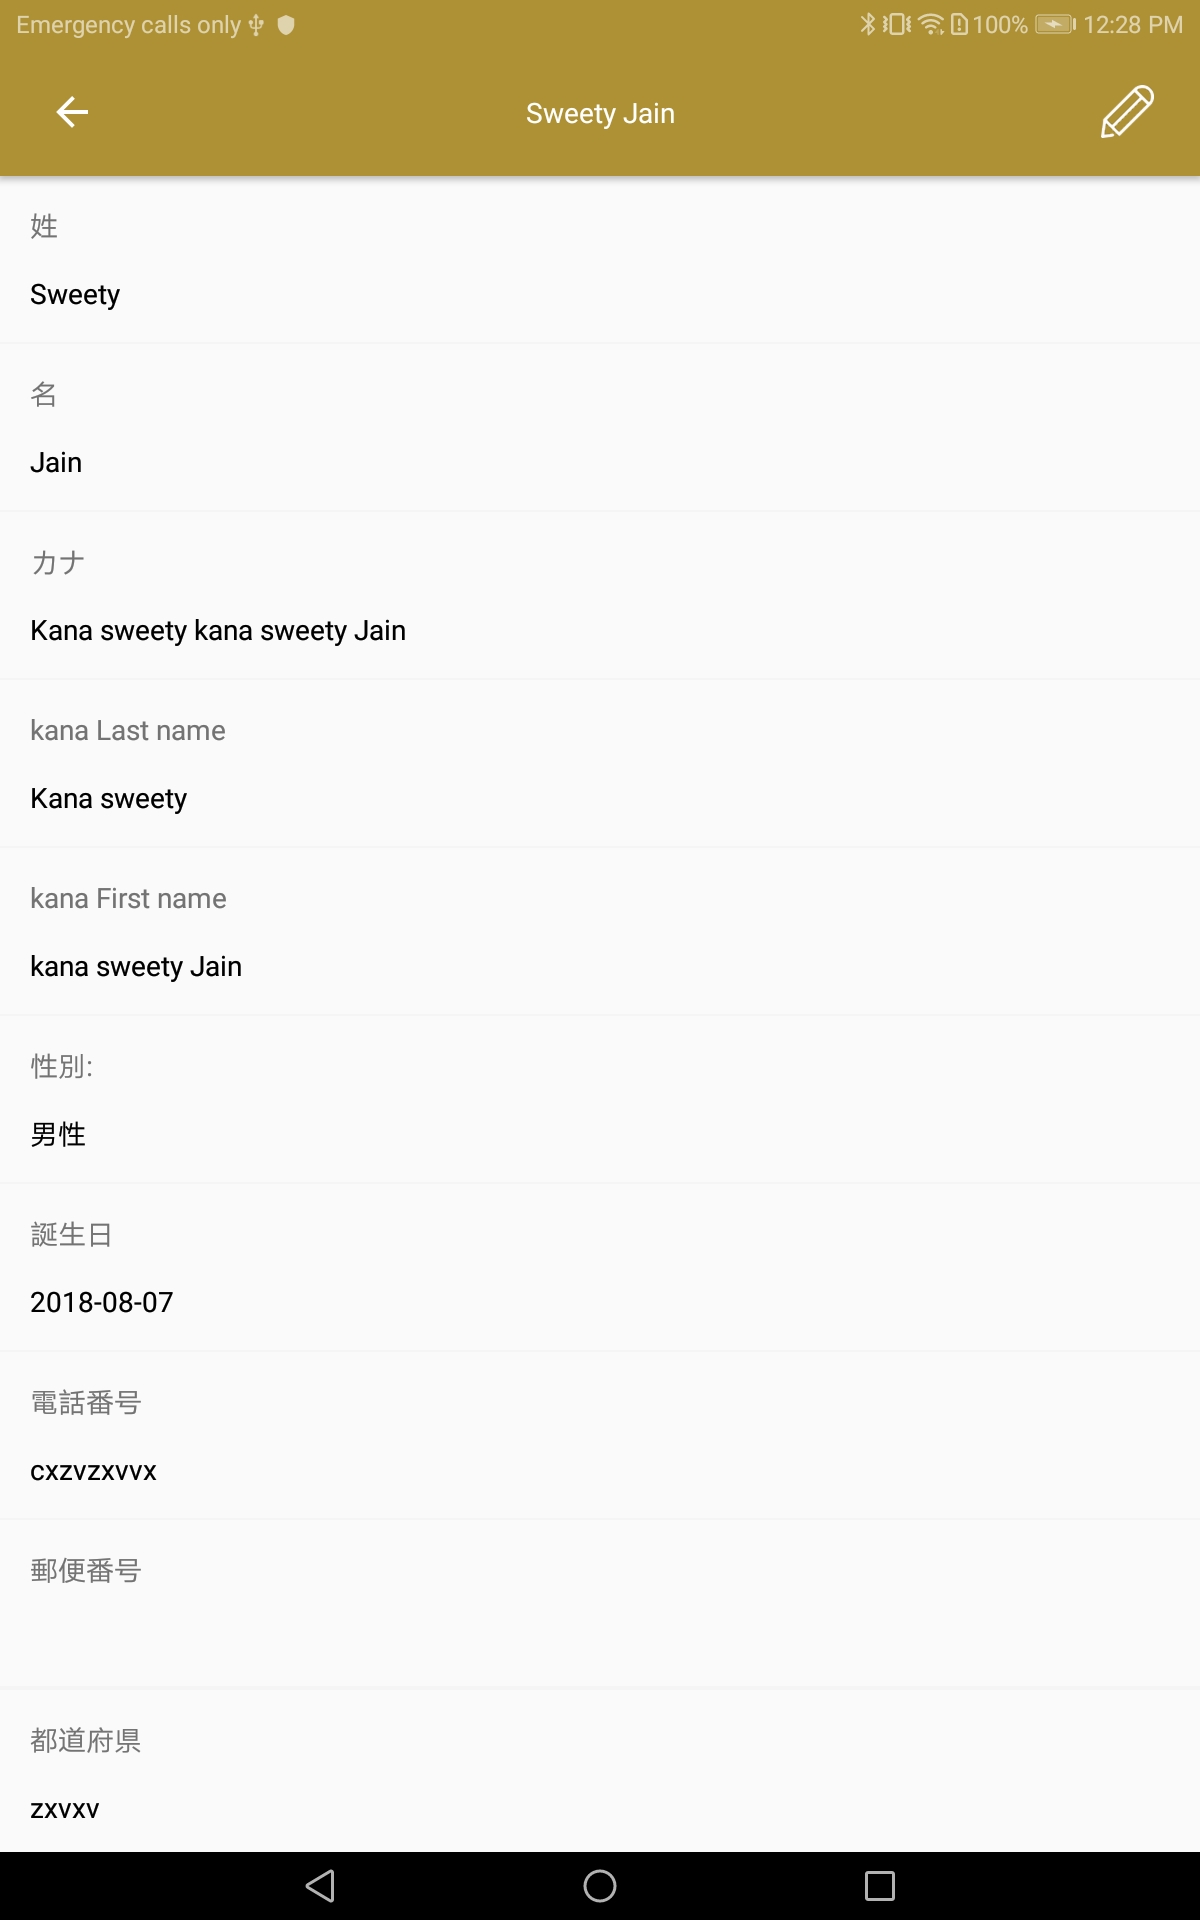 Emergency calls only 100% 12:28 PM
Sweety Jain
姓
Sweety
名
Jain
カナ
Kana sweety kana sweety Jain
kana Last name
Kana sweety
kana First name
kana sweety Jain
性別:
男性
誕生日
2018-08-07
電話番号
cxzvzxvvx
郵便番号
都道府県
zxvxv